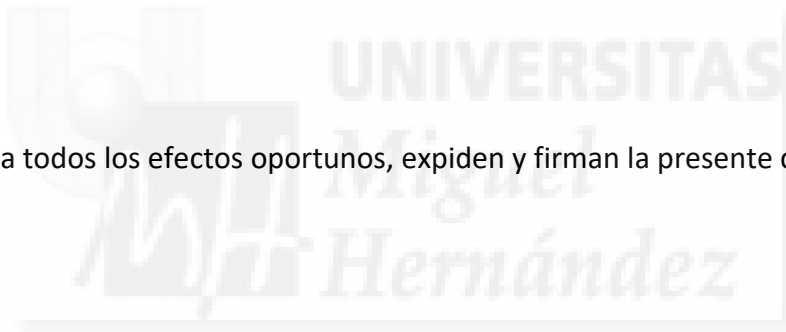 UNIVERSITAS
a todos los efectos oportunos, expiden y firman la presente
Miguel
Hernández